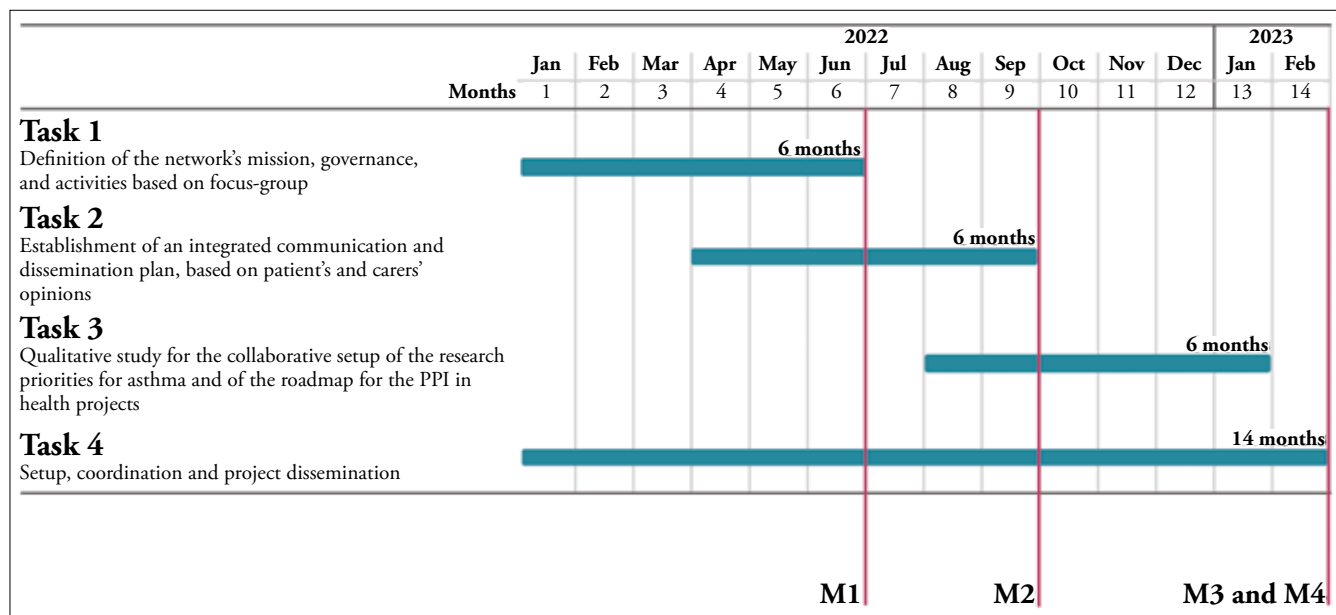 2022 2023
Jan Feb Mar Apr May Jun Jul Aug Sep Oct Nov Dec Jan Feb
Months 1 2 3 4 5 6 7 8 9 10 11 12 13 14
Task 1
Definition of the network's mission, governance,
and activities based on focus-group
6 months
Task 2
Establishment of an integrated communication and
dissemination plan, based on patient's and carers'
opinions
6 months
Task 3
Qualitative study for the collaborative setup of the research
priorities for asthma and of the roadmap for the PPI in
health projects
6 months
Task 4
Setup, coordination and project dissemination
14 months
M1 M2 M3 and M4